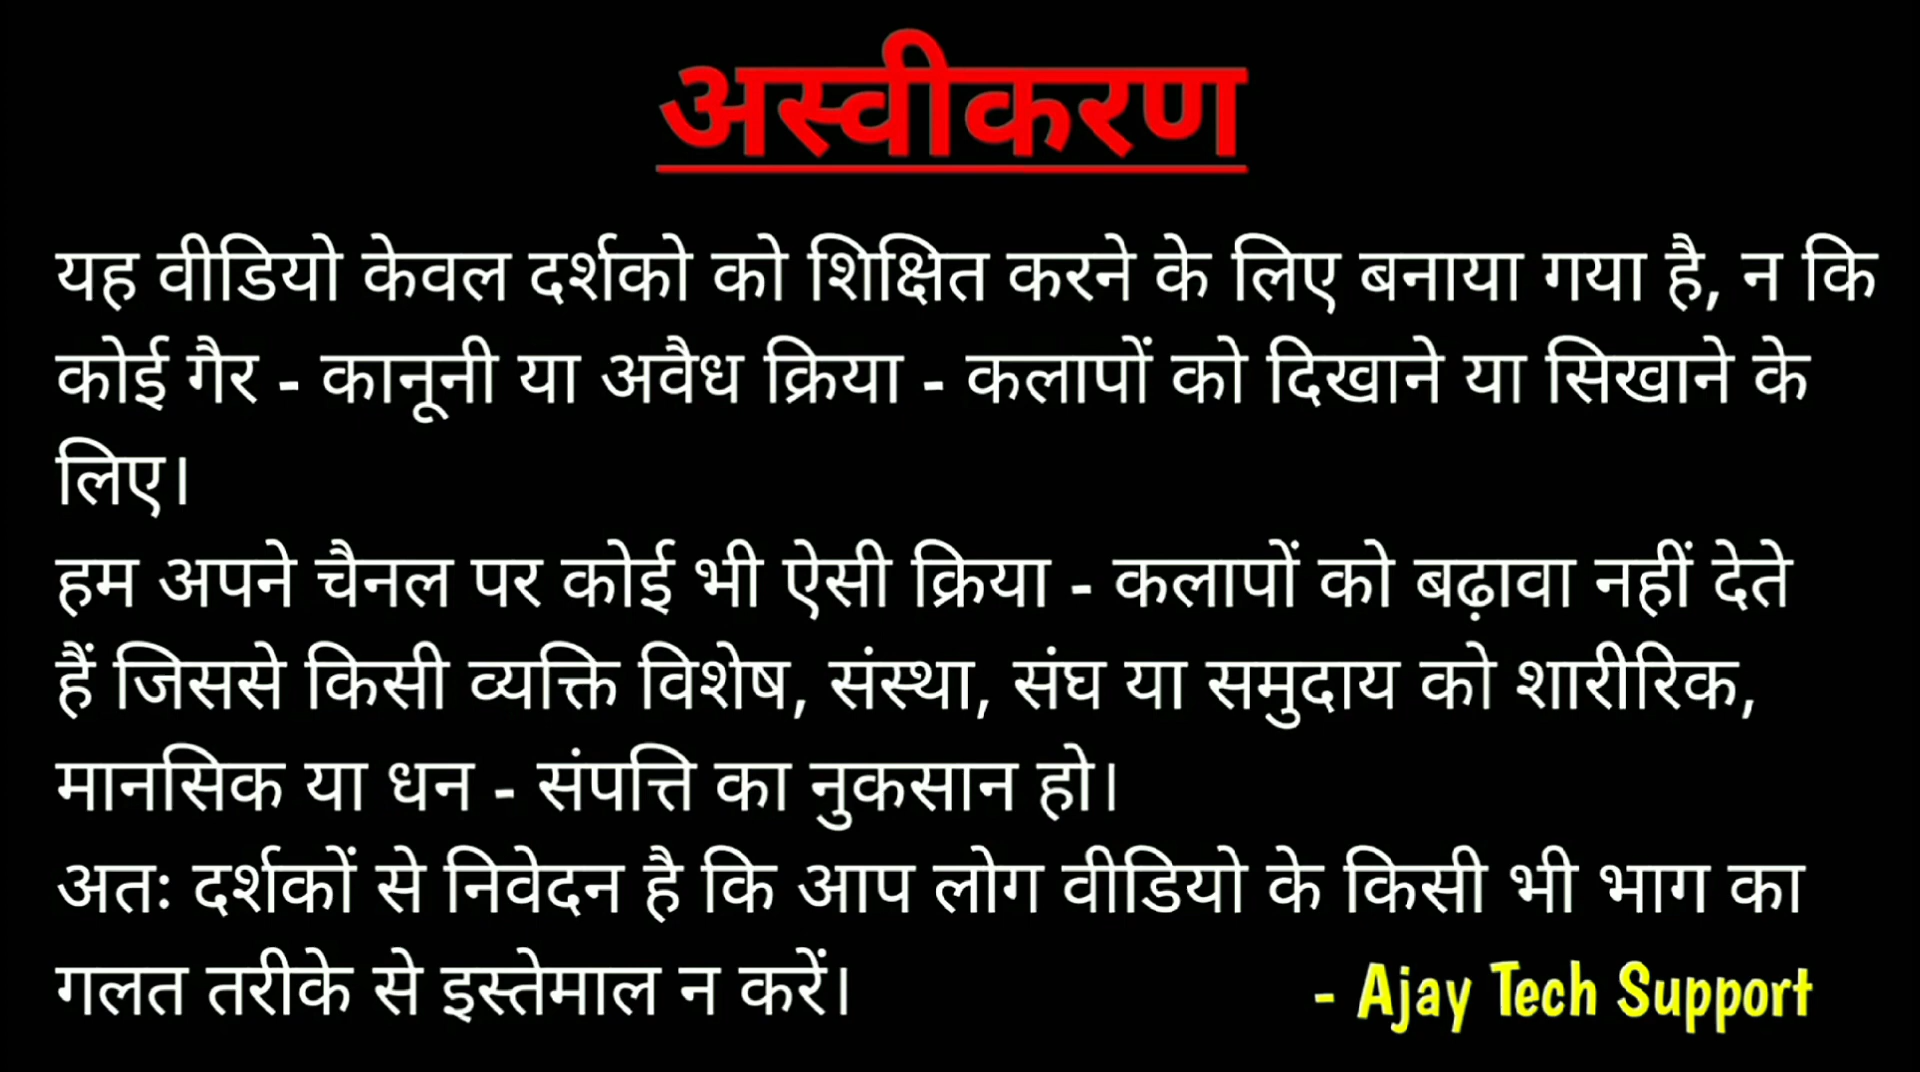 अस्वीकरण
यह वीडियो केवल दर्शको को शिक्षित करने के लिए बनाया गया है, न कि
कोई गैर - कानूनी या अवैध क्रिया - कलापों को दिखाने या सिखाने के
लिए।
हम अपने चैनल पर कोई भी ऐसी क्रिया - कलापों को बढ़ावा नहीं देते
हैं जिससे किसी व्यक्ति विशेष, संस्था, संघ या समुदाय को शारीरिक,
मानसिक या धन - संपत्ति का नुकसान हो।
अतः दर्शकों से निवेदन है कि आप लोग वीडियो के किसी भी भाग का
गलत तरीके से इस्तेमाल न करें। - Ajay Tech Support